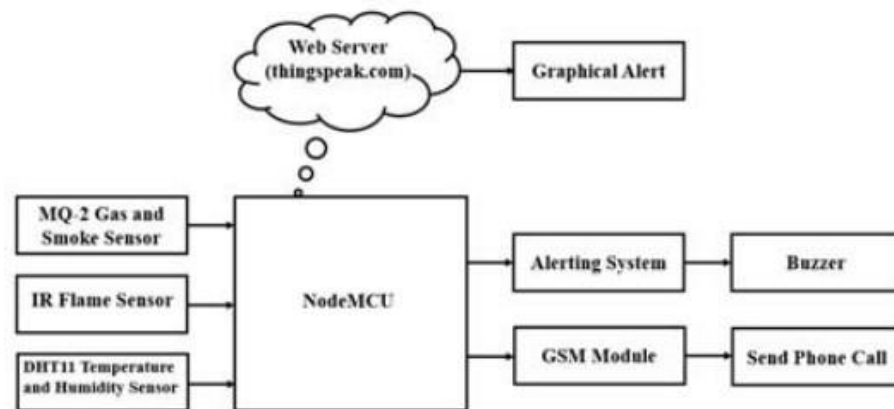 Web Server
(thingspeak.com)
Graphical Alert
MQ-2 Gas and
Smoke Sensor
IR Flame Sensor
DHT11 Temperature
and Humidity Sensor
NodeMCU
Alerting System
Buzzer
GSM Module
Send Phone Call